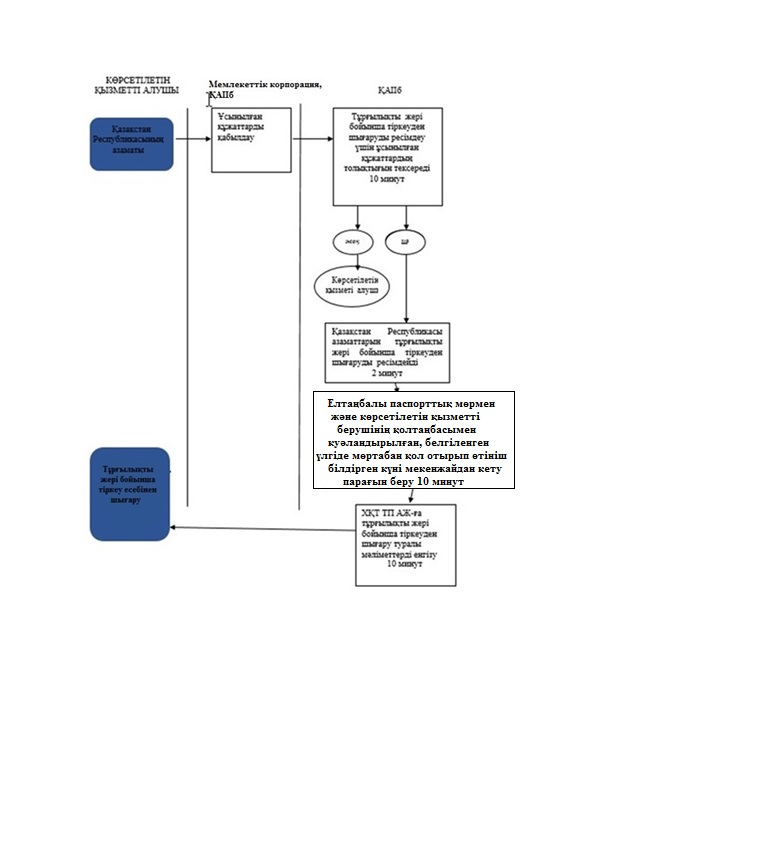 КӨРСЕТІЛЕТІН
ҚЫЗМЕТТІ АЛУШЫ
Мемлекеттік корпорация,
ҚАПб
ҚАПб
Қазақстан
Республикасының
азаматы
Ұсынылған
құжаттарды
қабылдау
Тұрғылықты жері
бойынша тіркеуден
шығаруды ресімдеу
үшін ұсынылған
құжаттардың
толықтығын тексереді
10 минут
жоқ
иә
Көрсетілетін
қызметі алушы
Қазақстан Республикасы
азаматтарын тұрғылықты
жері бойынша тіркеуден
шығаруды ресімдейді
2 минут
Елтаңбалы паспорттық мөрмен
және көрсетілетін қызметті
берушінің қолтаңбасымен
куәландырылған, белгіленген
үлгіде мөртабан қол отырып өтініш
білдірген күні мекенжайдан кету
парағын беру 10 минут
Тұрғылықты
жері бойынша
тіркеу есебінен
шығару
ХҚТ ТП АЖ-ға
тұрғылықты жері
бойынша тіркеуден
шығару туралы
мәліметтерді енгізу
10 минут